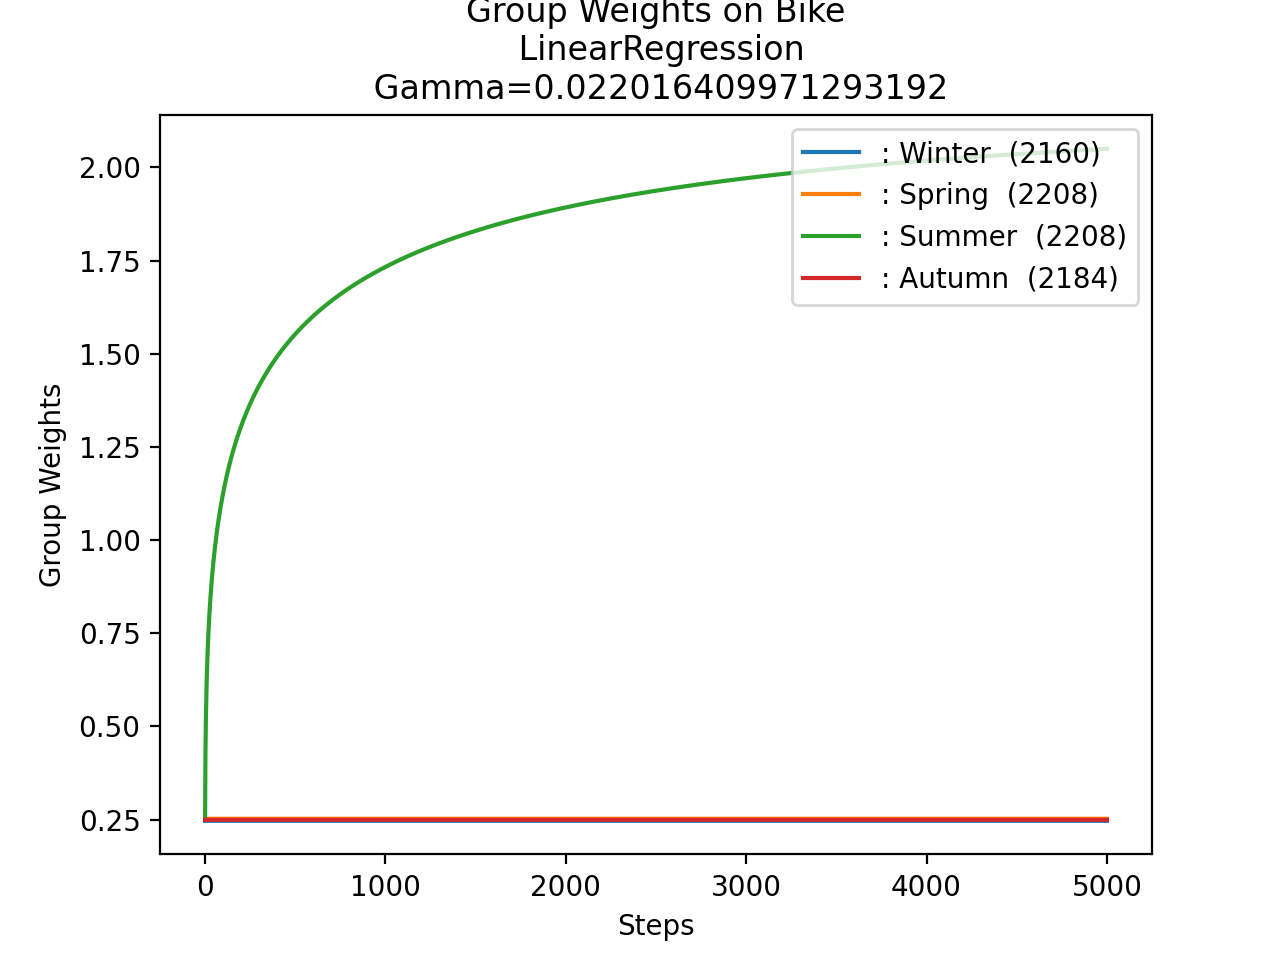 Group Weights on Bike
LinearRegression
Gamma=0.022016409971293192
: Winter (2160)
: Spring (2208)
: Summer (2208)
: Autumn (2184)
Group Weights
2.00
1.75
1.50
1.25
1.00
0.75
0.50
0.25
0 1000 2000 3000 4000 5000
Steps